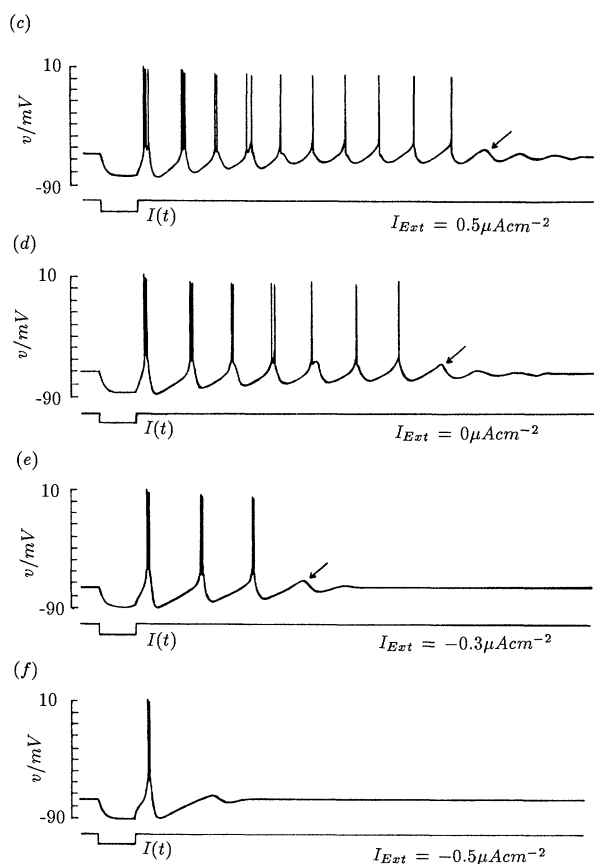 (c)
10
v/mV
-90
I(t)
I_Ext = 0.5μAcm⁻²
(d)
10
v/mV
-90
I(t)
I_Ext = 0μAcm⁻²
(e)
10
v/mV
-90
I(t)
I_Ext = −0.3μAcm⁻²
(f)
10
v/mV
-90
I(t)
I_Ext = −0.5μAcm⁻²